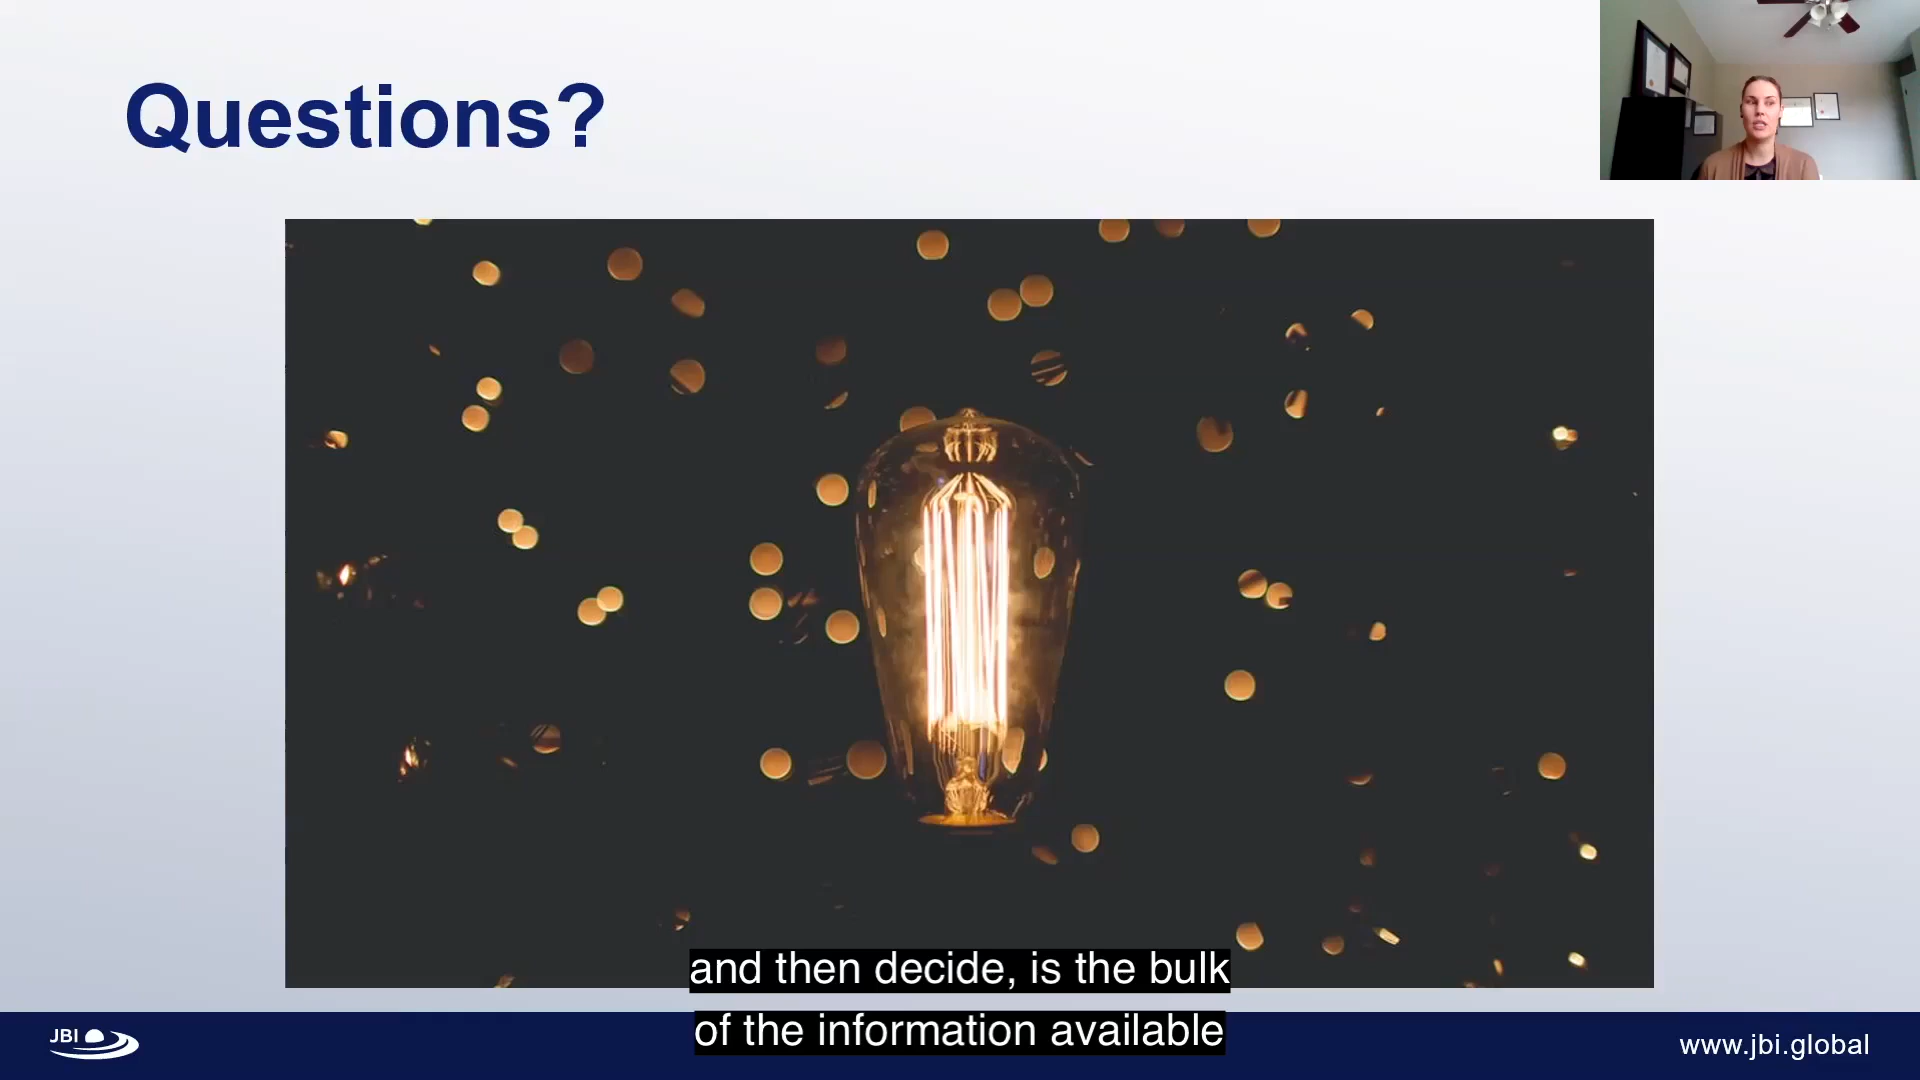 Questions?
and then decide, is the bulk
of the information available
JBI
www.jbi.global